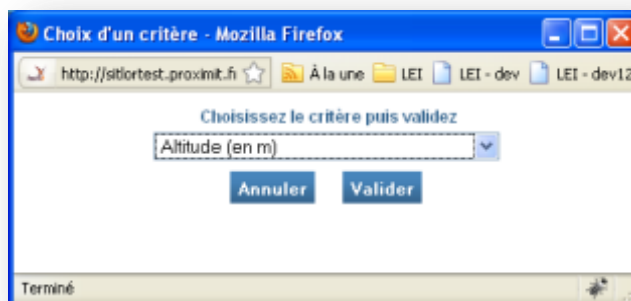 Choix d'un critère - Mozilla Firefox
http://sitlortest.proximit.fr À la une LEI LEI - dev LEI - dev12
Choisissez le critère puis validez
Altitude (en m)
Annuler Valider
Terminé